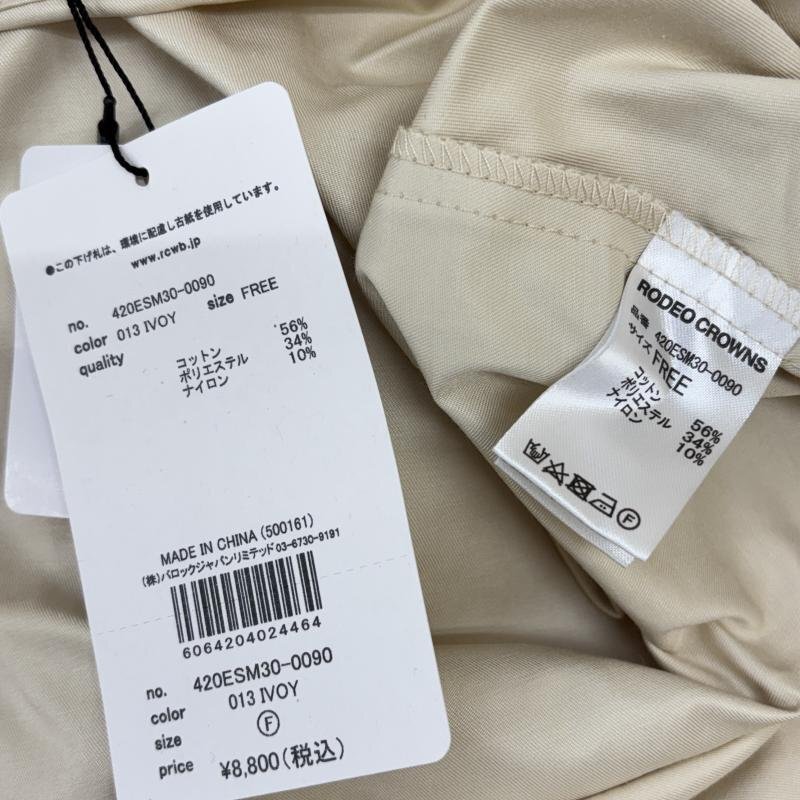 ●この下げ札は、環境に配慮し古紙を使用しています。
www.rcwb.jp
no. 420ESM30-0090
color 013 IVOY size FREE
quality
コットン 56%
ポリエステル 34%
ナイロン 10%
MADE IN CHINA (500161)
(株)バロックジャパンリミテッド 03-6730-9191
6064204024464
no. 420ESM30-0090
color 013 IVOY
size F
price ¥8,800(税込)
RODEO CROWNS
品番 420ESM30-0090
サイズ FREE
コットン 56%
ポリエステル 34%
ナイロン 10%
F